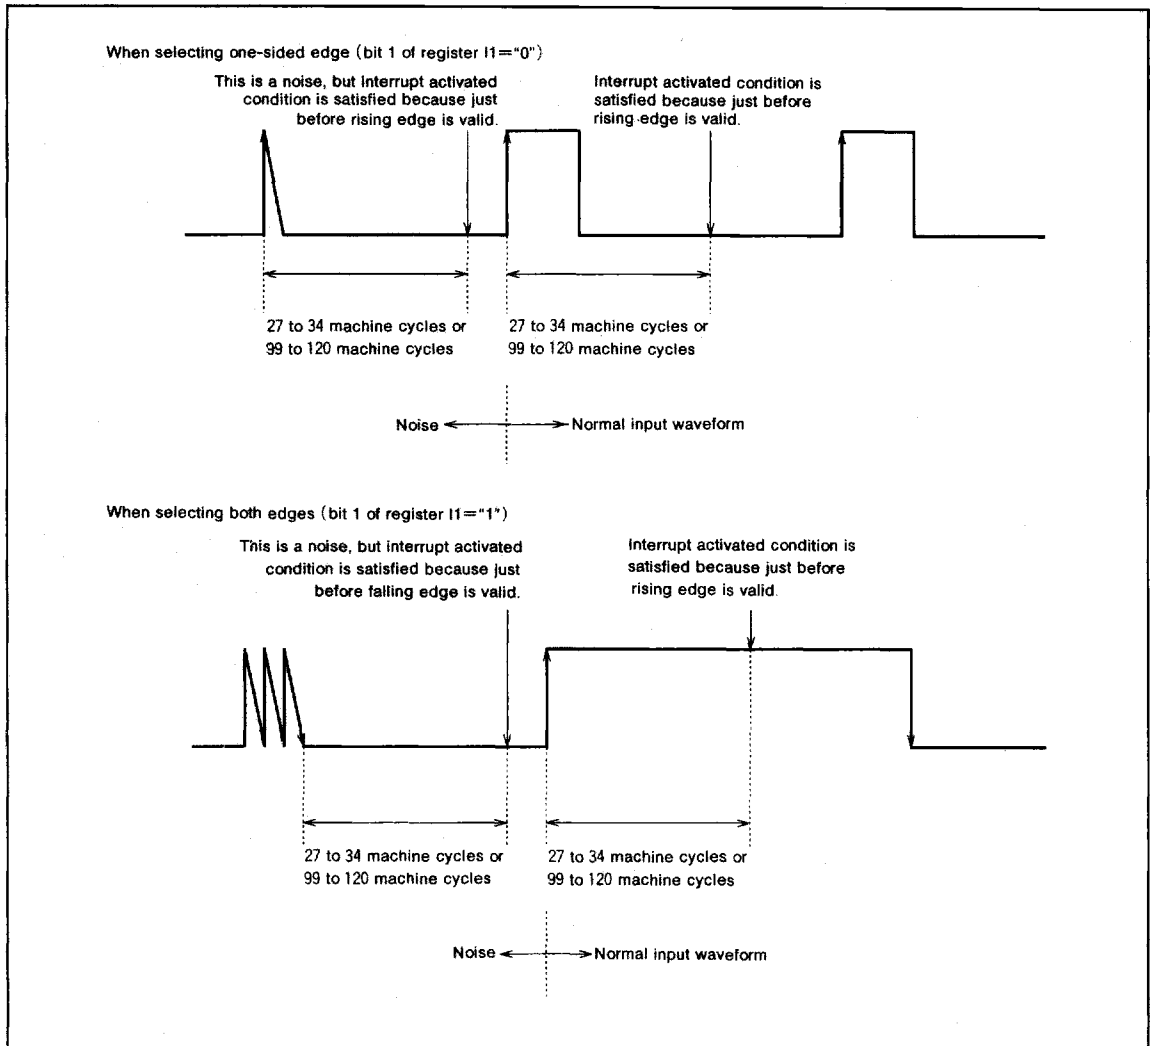 When selecting one-sided edge (bit 1 of register I1="0")
This is a noise, but interrupt activated
condition is satisfied because just
before rising edge is valid.
Interrupt activated condition is
satisfied because just before
rising edge is valid.
27 to 34 machine cycles or
99 to 120 machine cycles
27 to 34 machine cycles or
99 to 120 machine cycles
Noise
Normal input waveform
When selecting both edges (bit 1 of register I1="1")
This is a noise, but interrupt activated
condition is satisfied because just
before falling edge is valid.
Interrupt activated condition is
satisfied because just before
rising edge is valid.
27 to 34 machine cycles or
99 to 120 machine cycles
27 to 34 machine cycles or
99 to 120 machine cycles
Noise
Normal input waveform